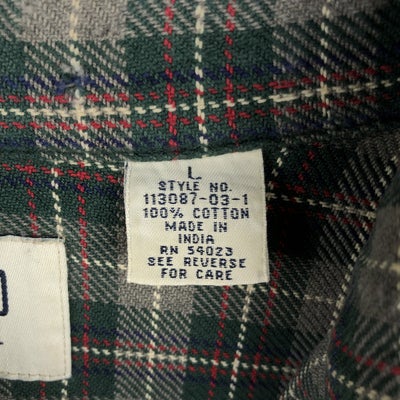 L
STYLE NO.
113087-03-1
100% COTTON
MADE IN
INDIA
RN 54023
SEE REVERSE
FOR CARE